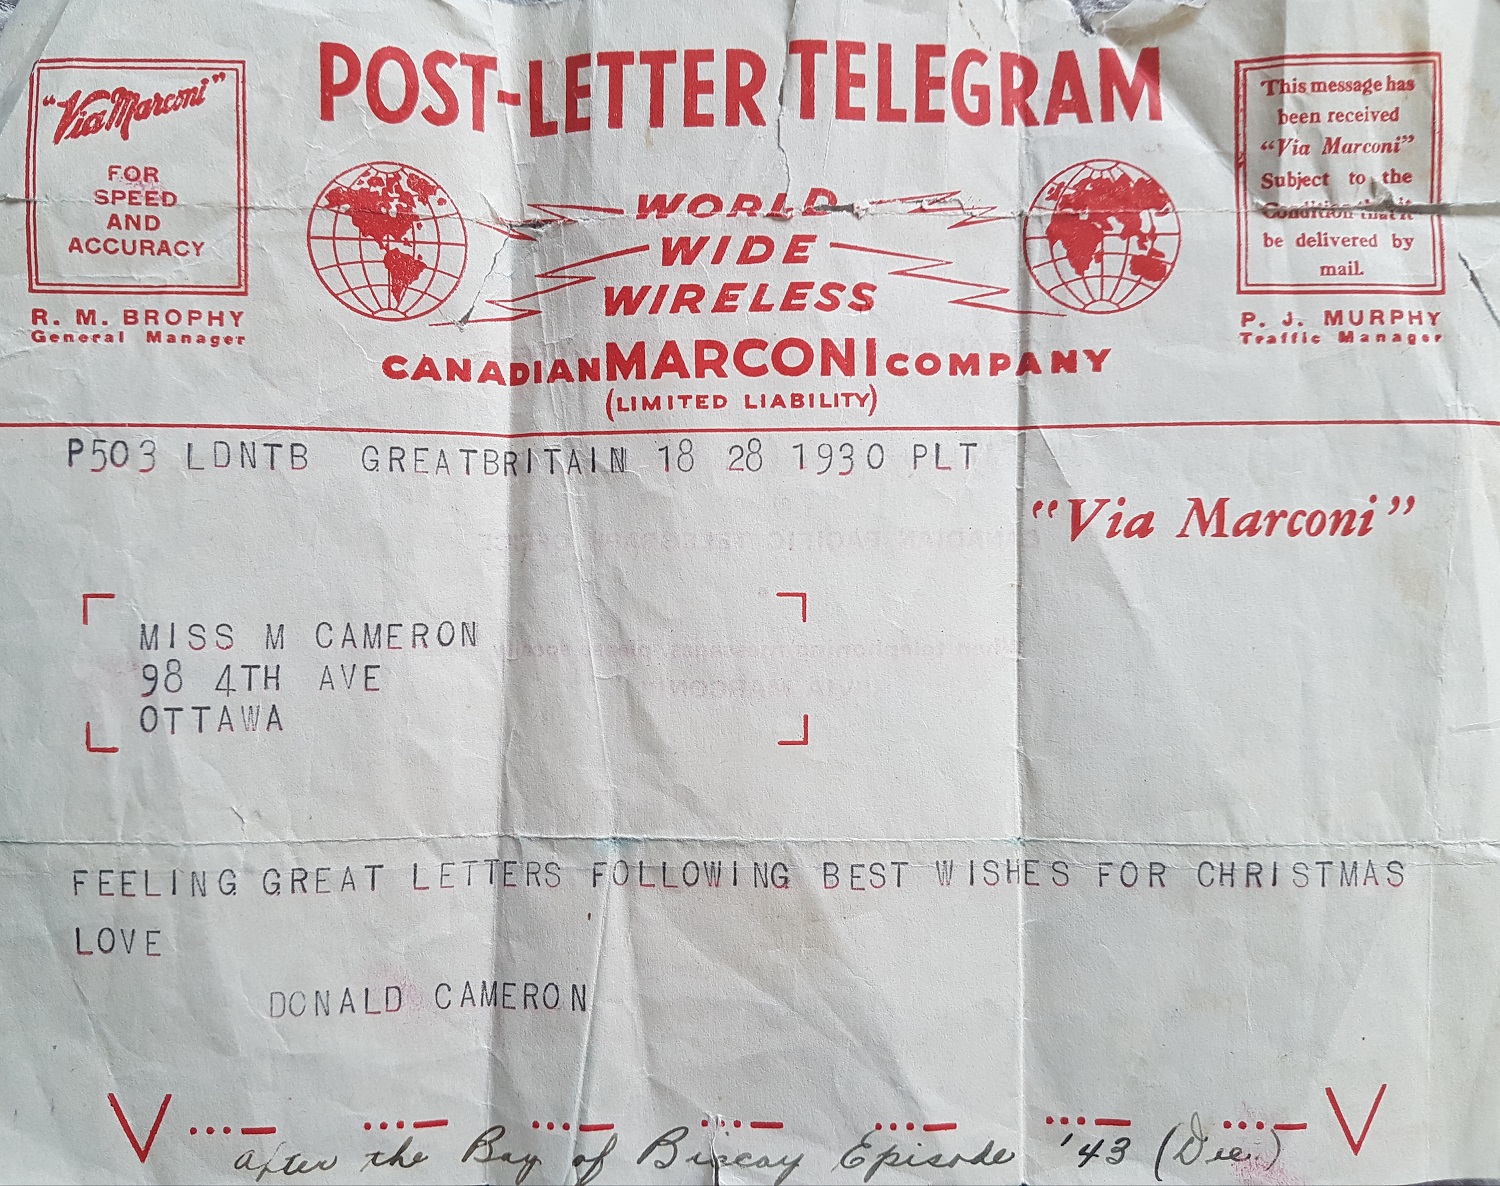 POST-LETTER TELEGRAM
"Via Marconi"
FOR
SPEED
AND
ACCURACY
R. M. BROPHY
General Manager
WORLD
WIDE
WIRELESS
CANADIAN MARCONI COMPANY
(LIMITED LIABILITY)
This message has
been received
"Via Marconi"
Subject to the
Condition that it
be delivered by
mail.
P. J. MURPHY
Traffic Manager
P503 LDNTB GREATBRITAIN 18 28 1930 PLT
"Via Marconi"
MISS M CAMERON
98 4TH AVE
OTTAWA
FEELING GREAT LETTERS FOLLOWING BEST WISHES FOR CHRISTMAS
LOVE
DONALD CAMERON
V ...— ...— ...— ...— ...— ...— ...— V
after the Bay of Biscay Episode '43 (Dec.)